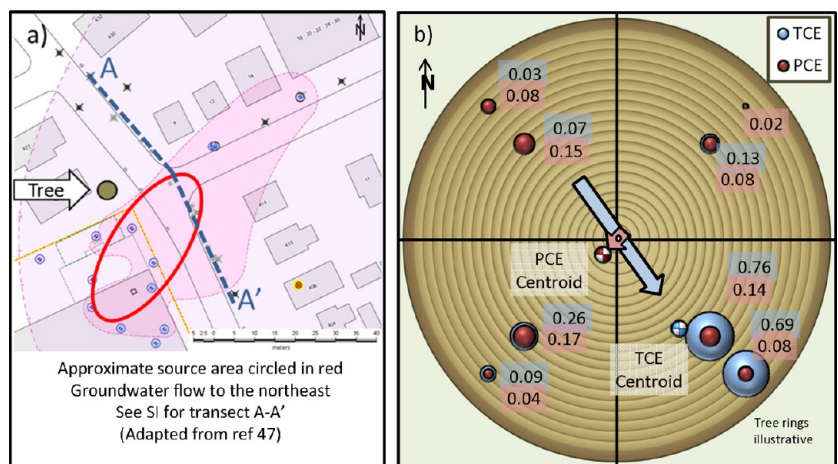 a)
N
A
Tree
A'
meters
Approximate source area circled in red
Groundwater flow to the northeast
See SI for transect A-A'
(Adapted from ref 47)
b)
N
TCE
PCE
0.03
0.08
0.07
0.15
0.02
0.13
0.08
PCE
Centroid
0.76
0.14
0.26
0.17
0.69
0.08
TCE
Centroid
0.09
0.04
Tree rings
illustrative